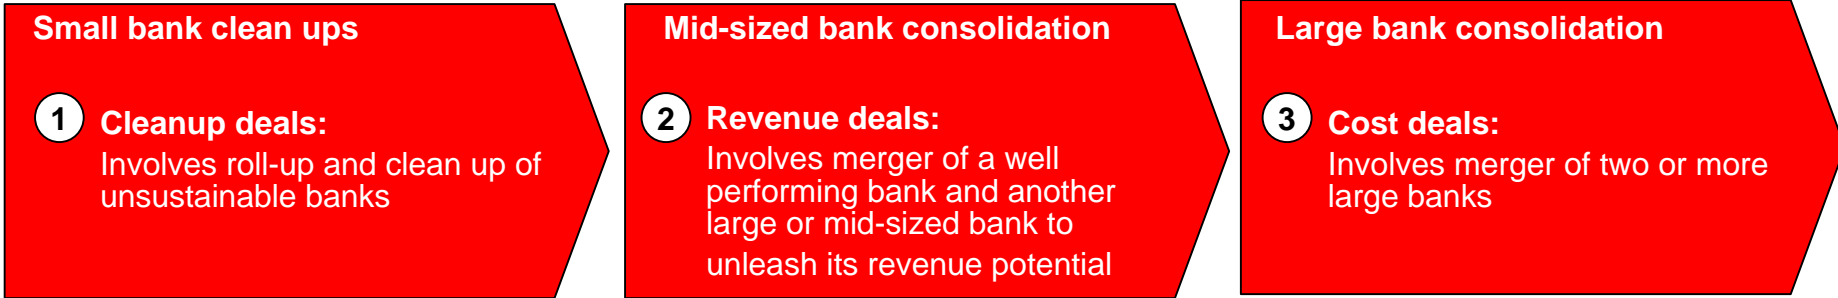 Small bank clean ups
1
Cleanup deals:
Involves roll-up and clean up of
unsustainable banks
Mid-sized bank consolidation
2
Revenue deals:
Involves merger of a well
performing bank and another
large or mid-sized bank to
unleash its revenue potential
Large bank consolidation
3
Cost deals:
Involves merger of two or more
large banks